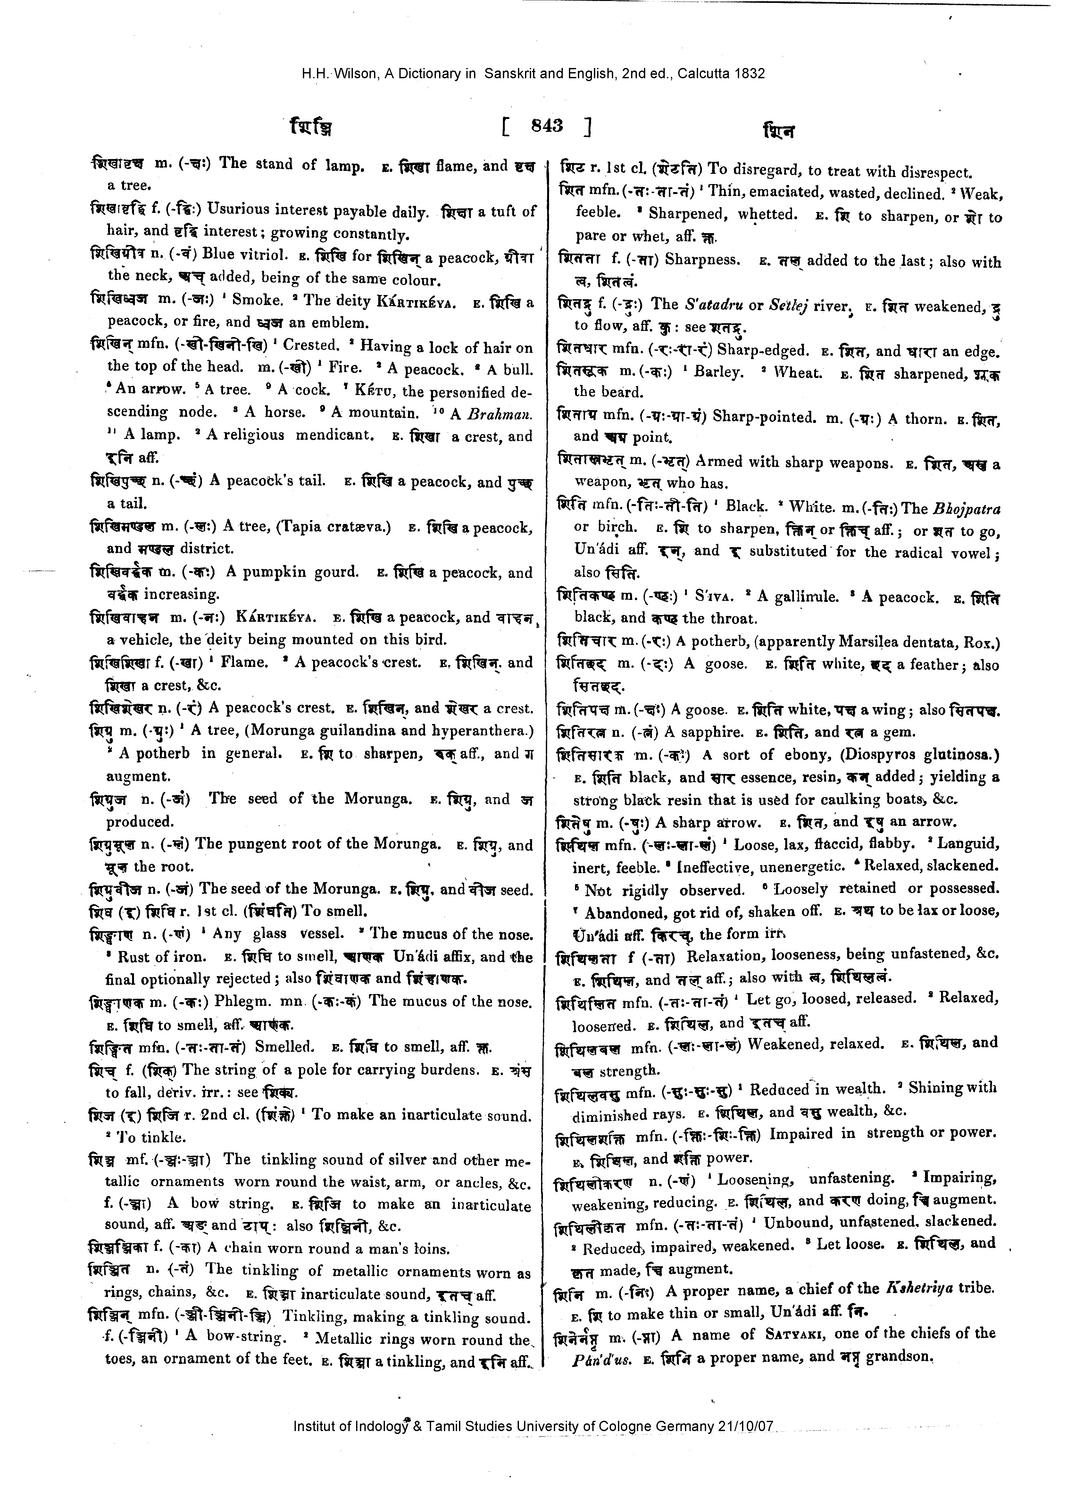 H.H. Wilson, A Dictionary in Sanskrit and English, 2nd ed., Calcutta 1832
शिञ्जि [ 843 ] शिन
शिखावृक्ष m. (-क्षः) The stand of lamp. E. शिखा flame, and वृक्ष
a tree.
शिखावृद्धि f. (-द्धिः) Usurious interest payable daily. शिखा a tuft of
hair, and वृद्धि interest; growing constantly.
शिखिग्रीव n. (-वं) Blue vitriol. E. शिखि for शिखिन् a peacock, ग्रीवा
the neck, अच् added, being of the same colour.
शिखिध्वज m. (-जः) ¹ Smoke. ² The deity KÁRTIKÉYA. E. शिखि a
peacock, or fire, and ध्वज an emblem.
शिखिन् mfn. (-खी-खिनी-खि) ¹ Crested. ² Having a lock of hair on
the top of the head. m. (-खी) ¹ Fire. ² A peacock. ³ A bull.
⁴ An arrow. ⁵ A tree. ⁶ A cock. ⁷ KÉTU, the personified de-
scending node. ⁸ A horse. ⁹ A mountain. ¹⁰ A Brahman.
¹¹ A lamp. ² A religious mendicant. E. शिखा a crest, and
इनि aff.
शिखिपुच्छ n. (-च्छं) A peacock's tail. E. शिखि a peacock, and पुच्छ
a tail.
शिखिमण्डल m. (-लः) A tree, (Tapia cratæva.) E. शिखि a peacock,
and मण्डल district.
शिखिवर्द्धक m. (-कः) A pumpkin gourd. E. शिखि a peacock, and
वर्द्धक increasing.
शिखिवाहन m. (-नः) KÁRTIKÉYA. E. शिखि a peacock, and वाहन,
a vehicle, the deity being mounted on this bird.
शिखिशिखा f. (-खा) ¹ Flame. ² A peacock's crest. E. शिखिन्, and
शिखा a crest, &c.
शिखिशेखर n. (-रं) A peacock's crest. E. शिखिन्, and शेखर a crest.
शिग्रु m. (-ग्रुः) ¹ A tree, (Morunga guilandina and hyperanthera.)
² A potherb in general. E. शि to sharpen, रुक् aff., and ग
augment.
शिग्रुज n. (-जं) The seed of the Morunga. E. शिग्रु, and ज
produced.
शिग्रुमूल n. (-लं) The pungent root of the Morunga. E. शिग्रु, and
मूल the root.
शिग्रुवीज n. (-जं) The seed of the Morunga. E. शिग्रु, and वीज seed.
शिघ (इ) शिघि r. 1st cl. (शिंघति) To smell.
शिङ्घाण n. (-णं) ¹ Any glass vessel. ² The mucus of the nose.
³ Rust of iron. E. शिघि to smell, आणक Un'ádi affix, and the
final optionally rejected; also शिंघाणक and
शिङ्घाणक m. (-कः) Phlegm. mn. (-कः-कं) The mucus of the nose.
E. शिघि to smell, aff. आणक.
शिङ्घित mfn. (-तः-ता-तं) Smelled. E. शिघि to smell, aff. क्त.
शिच् f. (शिक्) The string of a pole for carrying burdens. E. स्रंस
to fall, deriv. irr.: see शिक्य.
शिज (इ) शिजि r. 2nd cl. (शिंक्ते) ¹ To make an inarticulate sound.
² To tinkle.
शिञ्ज mf. (-ञ्जः-ञ्जा) The tinkling sound of silver and other me-
tallic ornaments worn round the waist, arm, or ancles, &c.
f. (-ञ्जा) A bow string. E. शिजि to make an inarticulate
sound, aff. अङ् and टाप्: also शिञ्जिनी, &c.
शिञ्जञ्जिका f. (-का) A chain worn round a man's loins.
शिञ्जित n. (-तं) The tinkling of metallic ornaments worn as
rings, chains, &c. E. शिञ्जा inarticulate sound, इतच् aff.
शिञ्जिन् mfn. (-ञ्जी-ञ्जिनी-ञ्जि) Tinkling, making a tinkling sound.
f. (-ञ्जिनी) ¹ A bow-string. ² Metallic rings worn round the
toes, an ornament of the feet. E. शिञ्जा a tinkling, and इनि aff.
शिट r. 1st cl. (शेटति) To disregard, to treat with disrespect.
शित mfn. (-तः-ता-तं) ¹ Thin, emaciated, wasted, declined. ² Weak,
feeble. ³ Sharpened, whetted. E. शि to sharpen, or शो to
pare or whet, aff. क्त.
शितता f. (-ता) Sharpness. E. तल् added to the last; also with
त्व, शितत्वं.
शितद्रु f. (-द्रुः) The S'atadru or Setlej river. E. शित weakened, द्रु
to flow, aff. कु: see शतद्रु.
शितधार mfn. (-रः-रा-रं) Sharp-edged. E. शित, and धारा an edge.
शितशूक m. (-कः) ¹ Barley. ² Wheat. E. शित sharpened, शूक
the beard.
शिताग्र mfn. (-ग्रः-ग्रा-ग्रं) Sharp-pointed. m. (-ग्रः) A thorn. E. शित,
and अग्र point.
शितास्त्रभृत् m. (-भृत्) Armed with sharp weapons. E. शित, अस्त्र a
weapon, भृत् who has.
शिति mfn. (-तिः-ती-ति) ¹ Black. ² White. m. (-तिः) The Bhojpatra
or birch. E. शि to sharpen, क्तिन् or क्तिच् aff.; or शत to go,
Un'ádi aff. इन्, and इ substituted for the radical vowel;
also सिति.
शितिकण्ठ m. (-ण्ठः) ¹ S'IVA. ² A gallinule. ³ A peacock. E. शिति
black, and कण्ठ the throat.
शितिचार m. (-रः) A potherb, (apparently Marsilea dentata, Rox.)
शितिच्छद m. (-दः) A goose. E. शिति white, छद a feather; also
सितच्छद.
शितिपक्ष m. (-क्षः) A goose. E. शिति white, पक्ष a wing; also सितपक्ष.
शितिरत्न n. (-त्नं) A sapphire. E. शिति, and रत्न a gem.
शितिसारक m. (-कः) A sort of ebony, (Diospyros glutinosa.)
E. शिति black, and सार essence, resin, कन् added; yielding a
strong black resin that is used for caulking boats, &c.
शितेषु m. (-षुः) A sharp arrow. E. शित, and इषु an arrow.
शिथिल mfn. (-लः-ला-लं) ¹ Loose, lax, flaccid, flabby. ² Languid,
inert, feeble. ³ Ineffective, unenergetic. ⁴ Relaxed, slackened.
⁵ Not rigidly observed. ⁶ Loosely retained or possessed.
⁷ Abandoned, got rid of, shaken off. E. श्रथ to be lax or loose,
Un'ádi aff. किरच्, the form irr.
शिथिलता f (-ता) Relaxation, looseness, being unfastened, &c.
E. शिथिल, and तल् aff.; also with त्व, शिथिलत्वं.
शिथिलित mfn. (-तः-ता-तं) ¹ Let go, loosed, released. ² Relaxed,
loosened. E. शिथिल, and इतच् aff.
शिथिलबल mfn. (-लः-ला-लं) Weakened, relaxed. E. शिथिल, and
बल strength.
शिथिलवसु mfn. (-सुः-सुः-सु) ¹ Reduced in wealth. ² Shining with
diminished rays. E. शिथिल, and वसु wealth, &c.
शिथिलशक्ति mfn. (-क्तिः-क्तिः-क्ति) Impaired in strength or power.
E. शिथिल, and शक्ति power.
शिथिलीकरण n. (-णं) ¹ Loosening, unfastening. ² Impairing,
weakening, reducing. E. शिथिल, and करण doing, च्वि augment.
शिथिलीकृत mfn. (-तः-ता-तं) ¹ Unbound, unfastened, slackened.
² Reduced, impaired, weakened. ³ Let loose. E. शिथिल, and
कृत made, च्वि augment.
शिनि m. (-निः) A proper name, a chief of the Kshetriya tribe.
E. शि to make thin or small, Un'ádi aff. नि.
शिनेर्नप्तृ m. (-प्ता) A name of SATYAKI, one of the chiefs of the
Pán'd'us. E. शिनि a proper name, and नप्तृ grandson.
Institut of Indology & Tamil Studies University of Cologne Germany 21/10/07